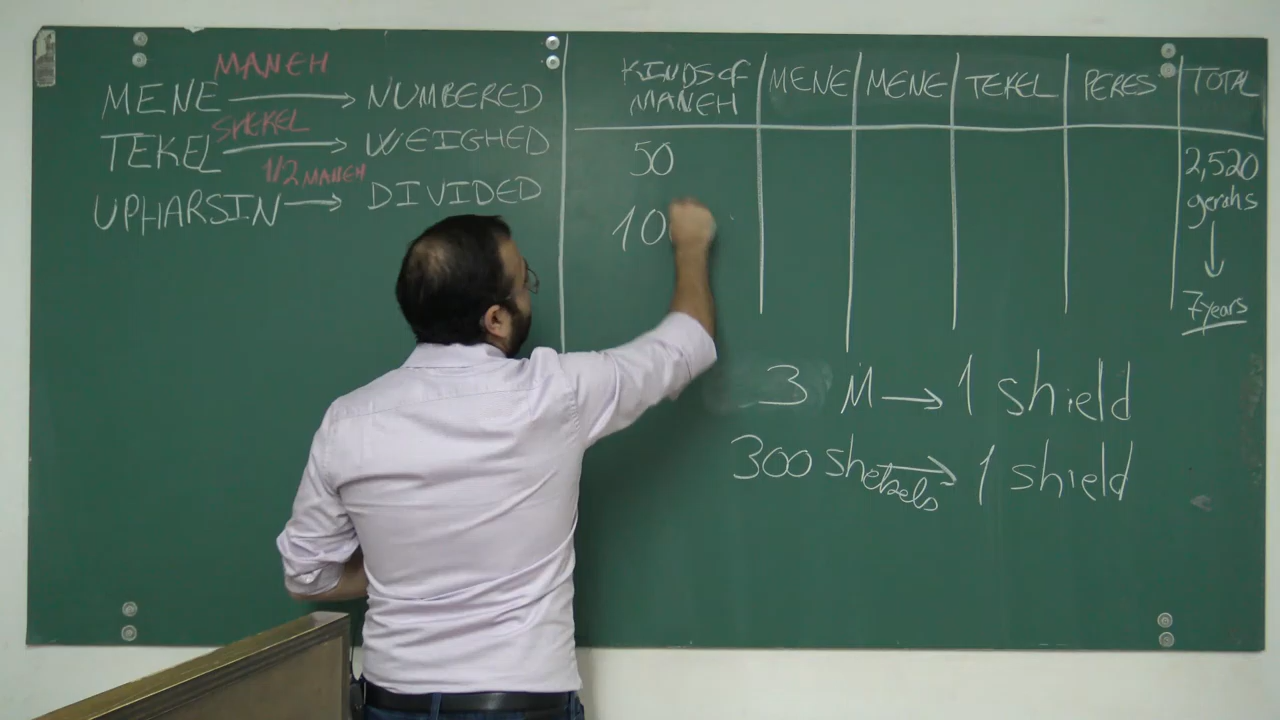 MANEH
MENE → NUMBERED
SHEKEL
TEKEL → WEIGHED
1/2 MANEH
UPHARSIN → DIVIDED
KINDS OF MANEH | MENE | MENE | TEKEL | PERES | TOTAL
50
10
2,520
gerahs
↓
7 years
3 M → 1 shield
300 Shekels → 1 shield